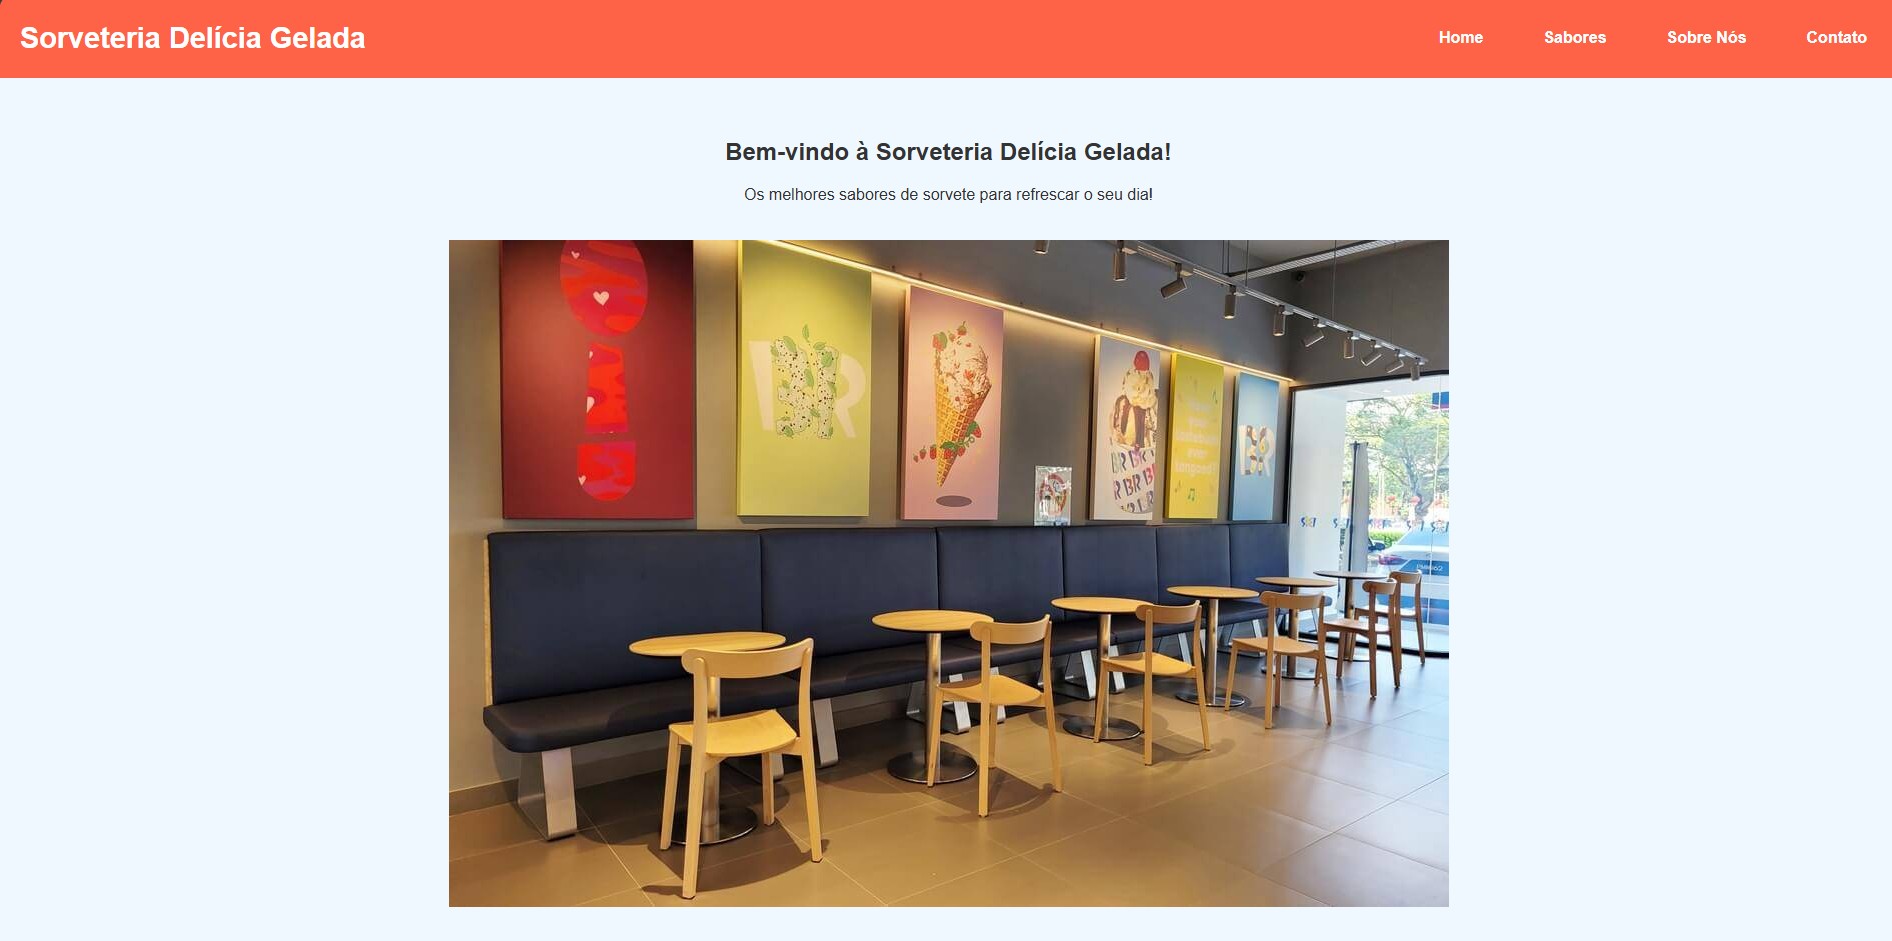 Sorveteria Delícia Gelada
Home
Sabores
Sobre Nós
Contato
Bem-vindo à Sorveteria Delícia Gelada!
Os melhores sabores de sorvete para refrescar o seu dia!
BR
BR
BR BR BR
BR